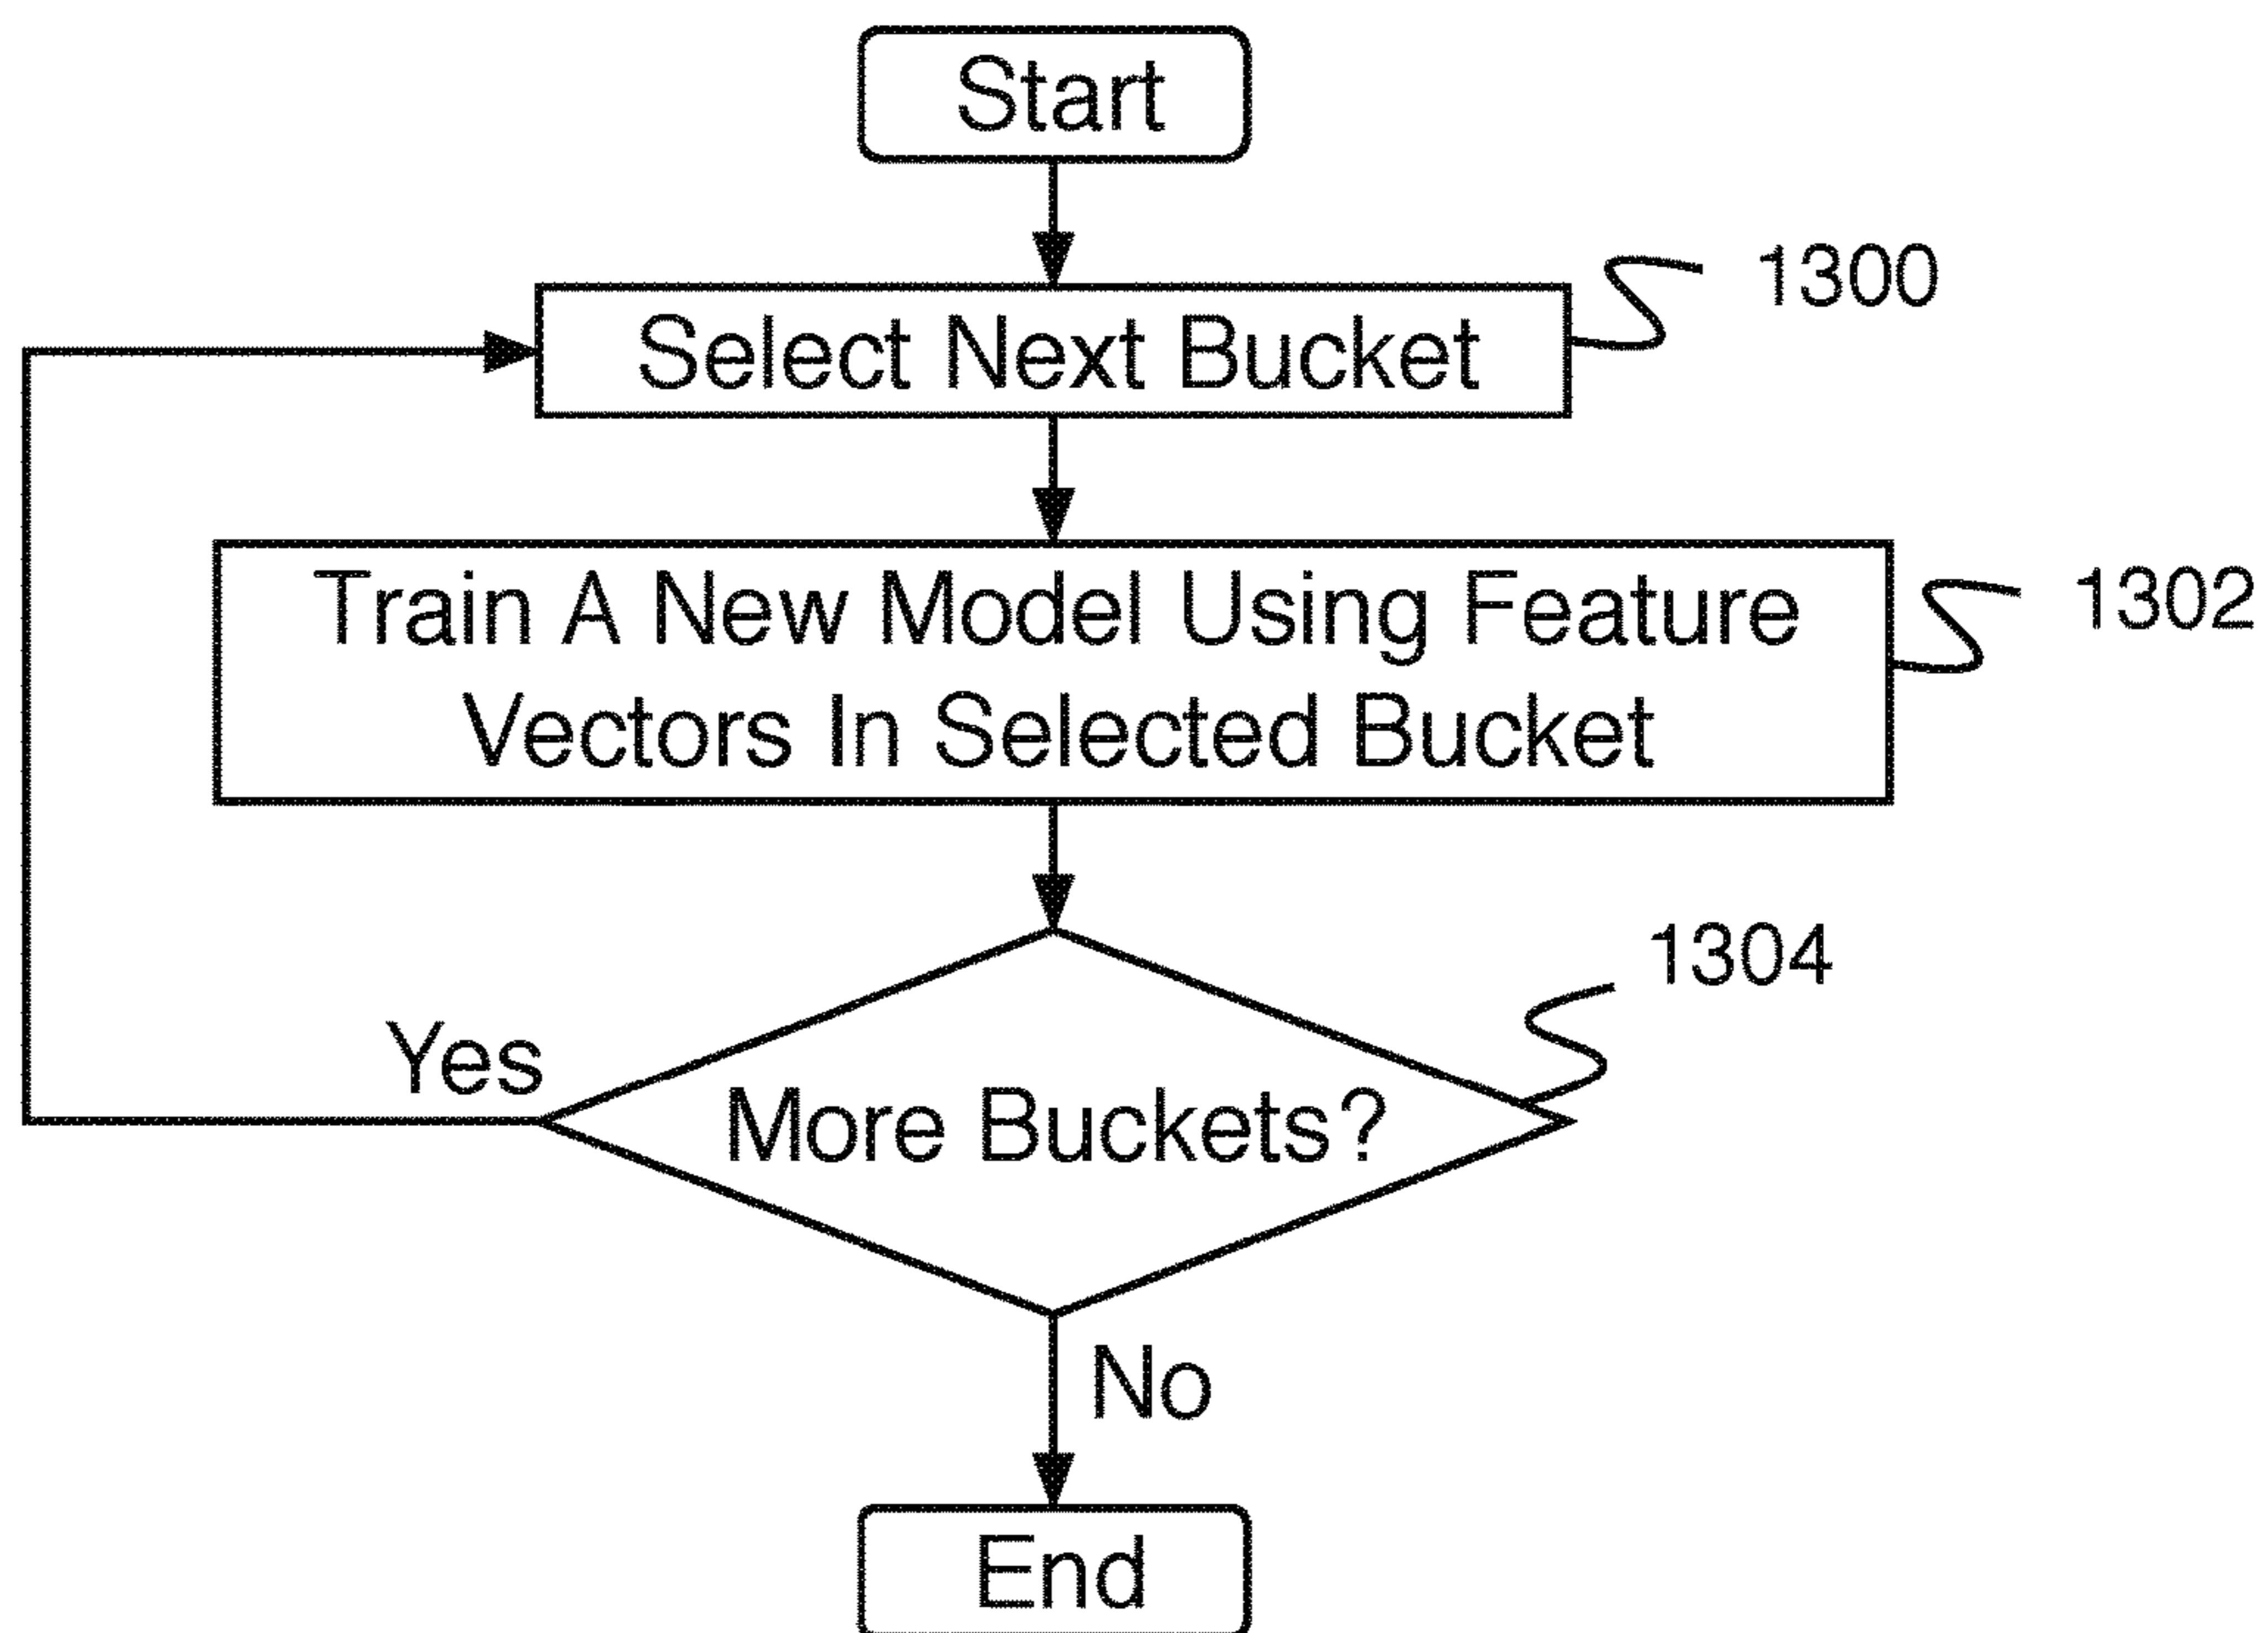 Start
Select Next Bucket
1300
Train A New Model Using Feature
Vectors In Selected Bucket
1302
More Buckets?
1304
Yes
No
End